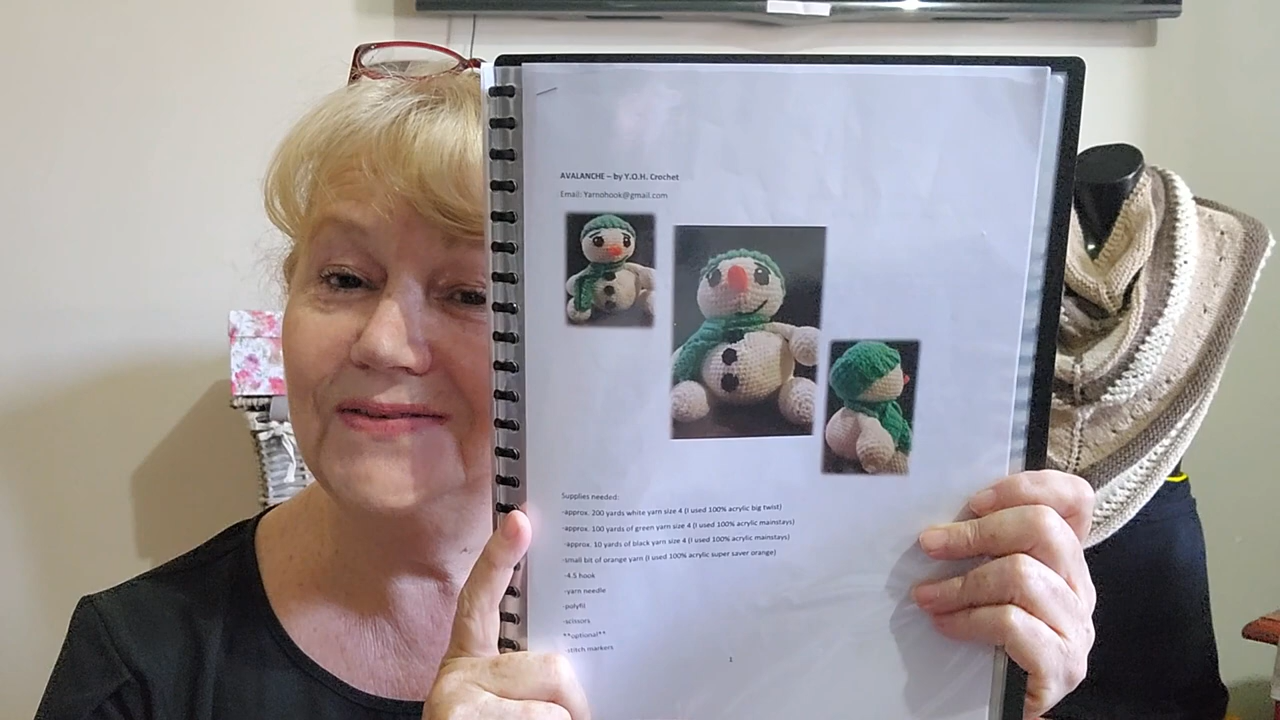 AVALANCHE – by Y.O.H. Crochet
Email: Yarnohook@gmail.com
Supplies needed:
-approx. 200 yards white yarn size 4 (I used 100% acrylic big twist)
-approx. 100 yards of green yarn size 4 (I used 100% acrylic mainstays)
-approx. 10 yards of black yarn size 4 (I used 100% acrylic mainstays)
-small bit of orange yarn (I used 100% acrylic super saver orange)
-4.5 hook
-yarn needle
-polyfil
-scissors
**optional**
-stitch markers
1